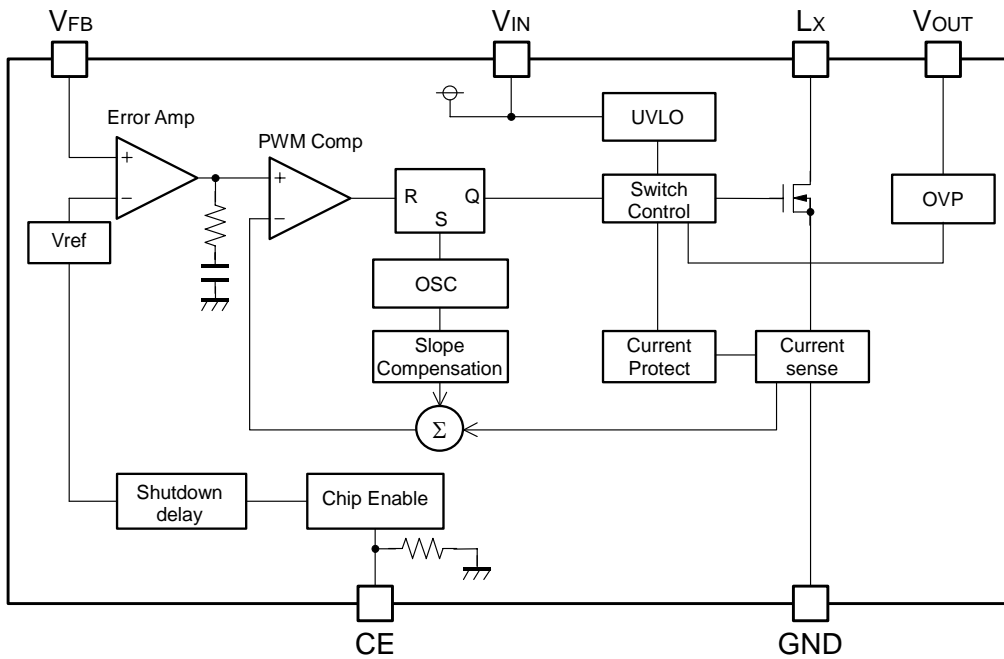 VFB
VIN
LX
VOUT
Error Amp
PWM Comp
UVLO
+
−
+
−
R
Q
S
Switch
Control
OVP
Vref
OSC
Slope
Compensation
Current
Protect
Current
sense
Σ
Shutdown
delay
Chip Enable
CE
GND